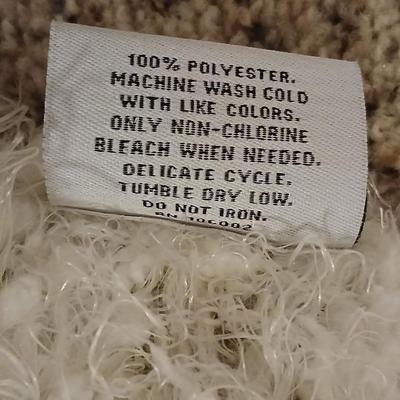 100% POLYESTER.
MACHINE WASH COLD
WITH LIKE COLORS.
ONLY NON-CHLORINE
BLEACH WHEN NEEDED.
DELICATE CYCLE.
TUMBLE DRY LOW.
DO NOT IRON.
RN